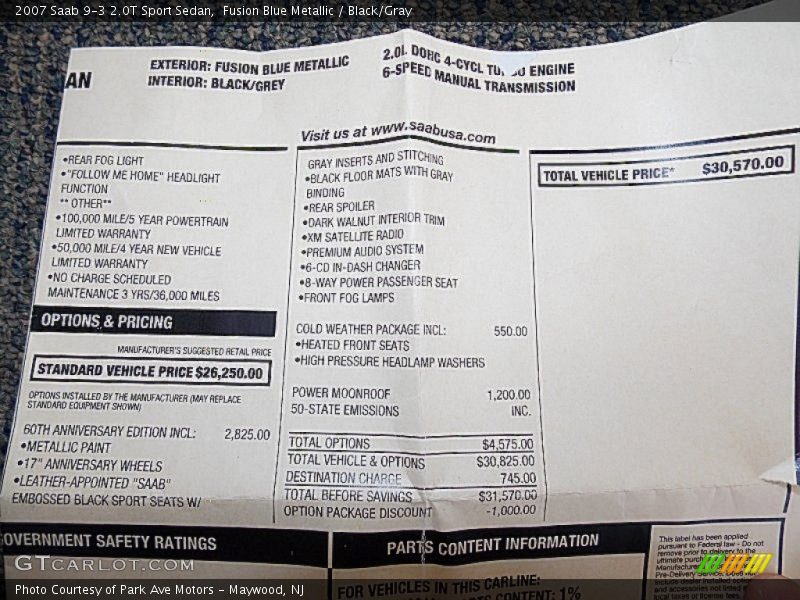 2007 Saab 9-3 2.0T Sport Sedan,  Fusion Blue Metallic / Black/Gray
AN
EXTERIOR: FUSION BLUE METALLIC
INTERIOR: BLACK/GREY
2.0L DOHC 4-CYCL TU ENGINE
6-SPEED MANUAL TRANSMISSION
•REAR FOG LIGHT
•"FOLLOW ME HOME" HEADLIGHT
FUNCTION
** OTHER**
•100,000 MILE/5 YEAR POWERTRAIN
LIMITED WARRANTY
•50,000 MILE/4 YEAR NEW VEHICLE
LIMITED WARRANTY
•NO CHARGE SCHEDULED
MAINTENANCE 3 YRS/36,000 MILES
OPTIONS & PRICING
MANUFACTURER'S SUGGESTED RETAIL PRICE
STANDARD VEHICLE PRICE $26,250.00
OPTIONS INSTALLED BY THE MANUFACTURER (MAY REPLACE
STANDARD EQUIPMENT SHOWN)
60TH ANNIVERSARY EDITION INCL: 2,825.00
•METALLIC PAINT
•17" ANNIVERSARY WHEELS
•LEATHER-APPOINTED "SAAB"
EMBOSSED BLACK SPORT SEATS W/
Visit us at www.saabusa.com
GRAY INSERTS AND STITCHING
•BLACK FLOOR MATS WITH GRAY
BINDING
•REAR SPOILER
•DARK WALNUT INTERIOR TRIM
•XM SATELLITE RADIO
•PREMIUM AUDIO SYSTEM
•6-CD IN-DASH CHANGER
•8-WAY POWER PASSENGER SEAT
•FRONT FOG LAMPS
COLD WEATHER PACKAGE INCL: 550.00
•HEATED FRONT SEATS
•HIGH PRESSURE HEADLAMP WASHERS
POWER MOONROOF 1,200.00
50-STATE EMISSIONS INC.
TOTAL OPTIONS $4,575.00
TOTAL VEHICLE & OPTIONS $30,825.00
DESTINATION CHARGE 745.00
TOTAL BEFORE SAVINGS $31,570.00
OPTION PACKAGE DISCOUNT -1,000.00
TOTAL VEHICLE PRICE* $30,570.00
OVERNMENT SAFETY RATINGS
PARTS CONTENT INFORMATION
FOR VEHICLES IN THIS CARLINE:
CONTENT: 1%
This label has been applied
pursuant to Federal law - Do not
remove prior to delivery to the
ultimate
Pre-Delivery
GTCARLOT.COM
Photo Courtesy of Park Ave Motors - Maywood, NJ